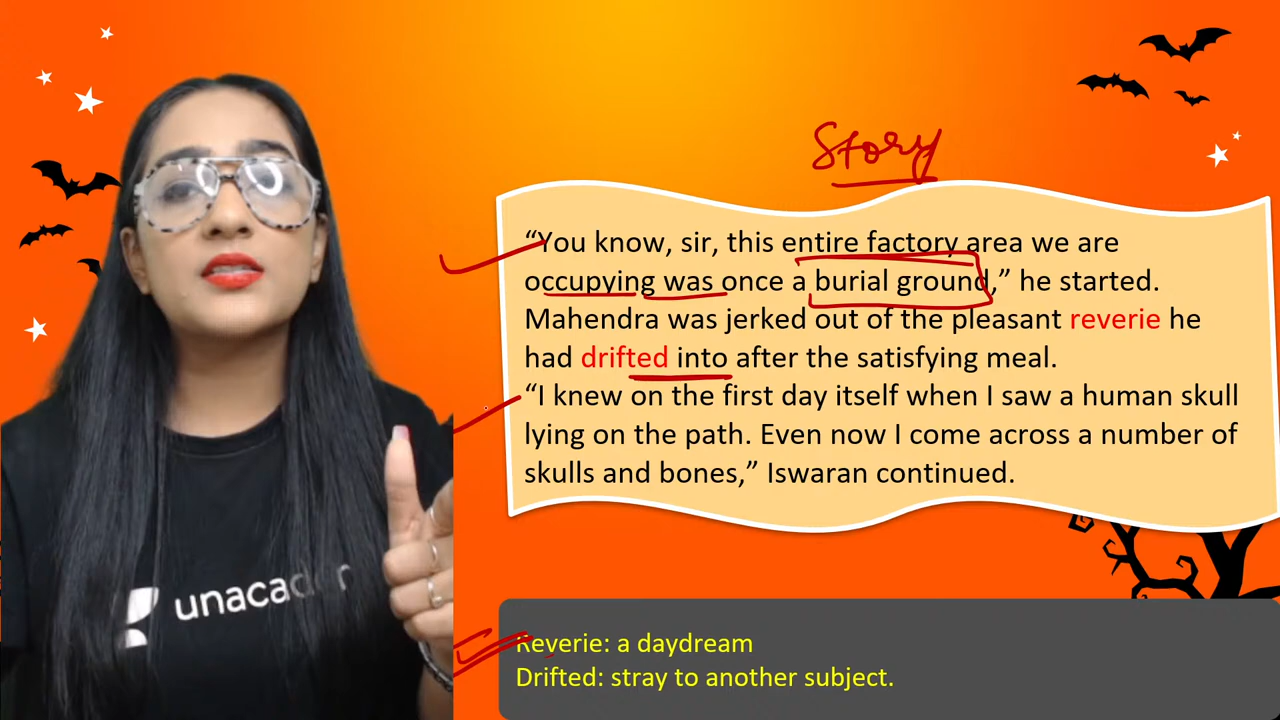 Story
“You know, sir, this entire factory area we are
occupying was once a burial ground,” he started.
Mahendra was jerked out of the pleasant reverie he
had drifted into after the satisfying meal.
“I knew on the first day itself when I saw a human skull
lying on the path. Even now I come across a number of
skulls and bones,” Iswaran continued.
Reverie: a daydream
Drifted: stray to another subject.